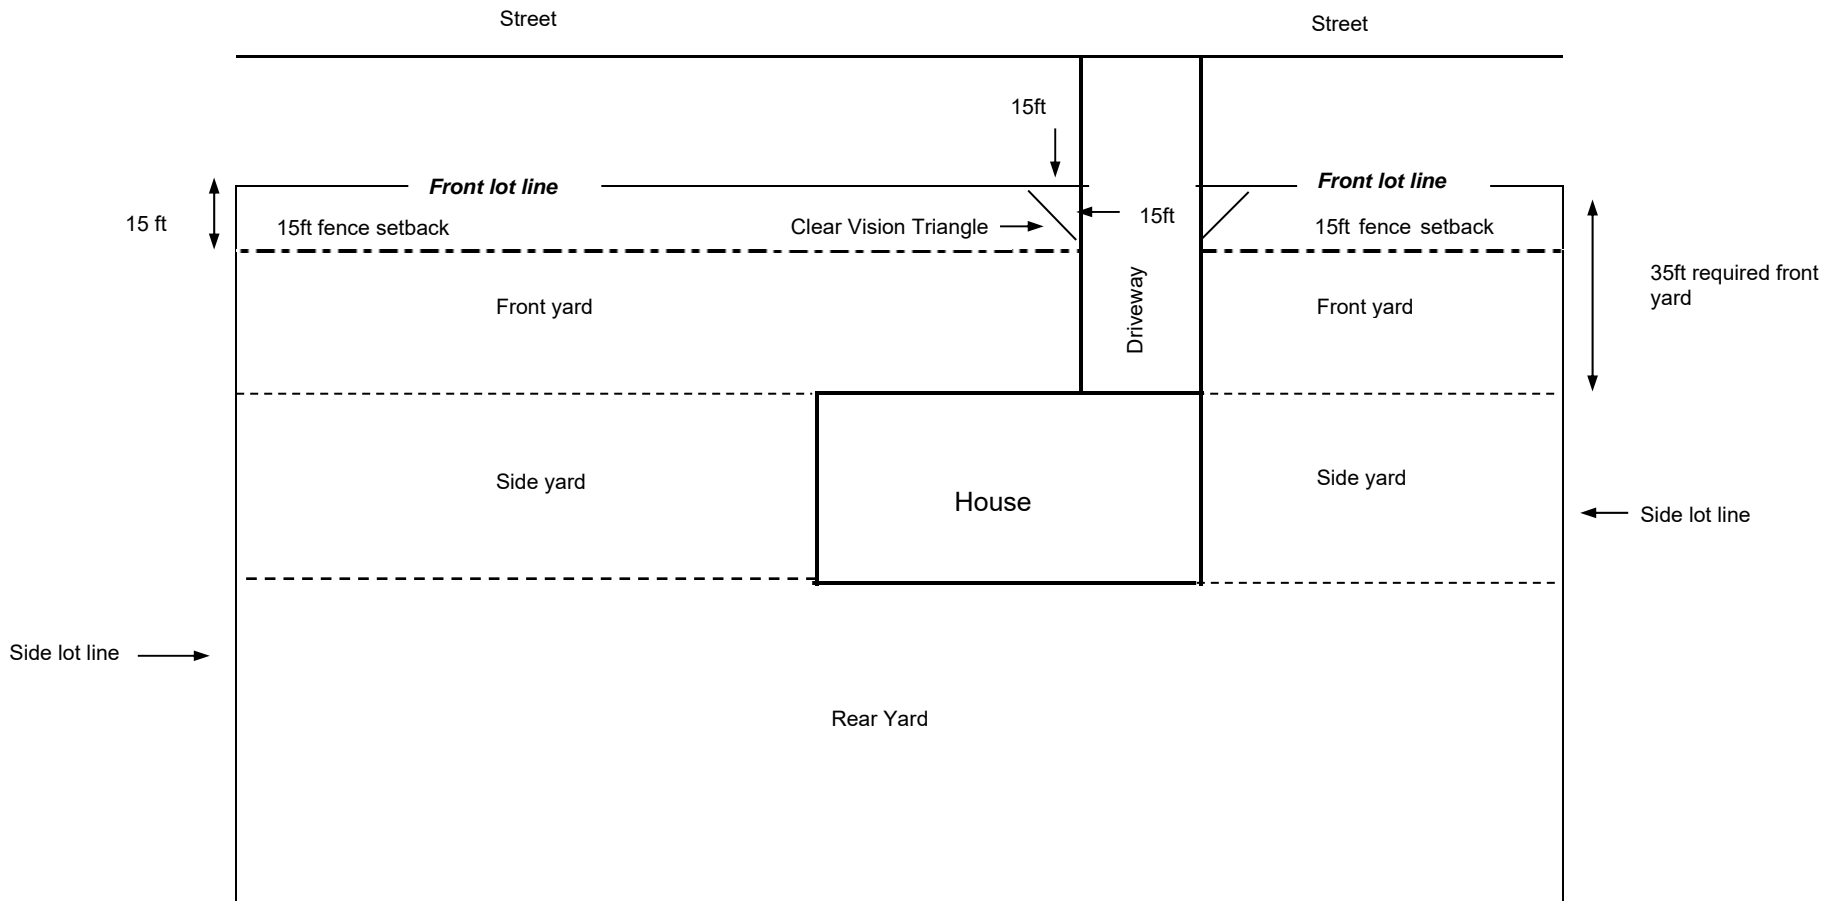 Street
Street
15ft
Front lot line
Front lot line
15 ft
15ft fence setback
Clear Vision Triangle
15ft
15ft fence setback
35ft required front
yard
Front yard
Driveway
Front yard
Side yard
House
Side yard
Side lot line
Side lot line
Rear Yard